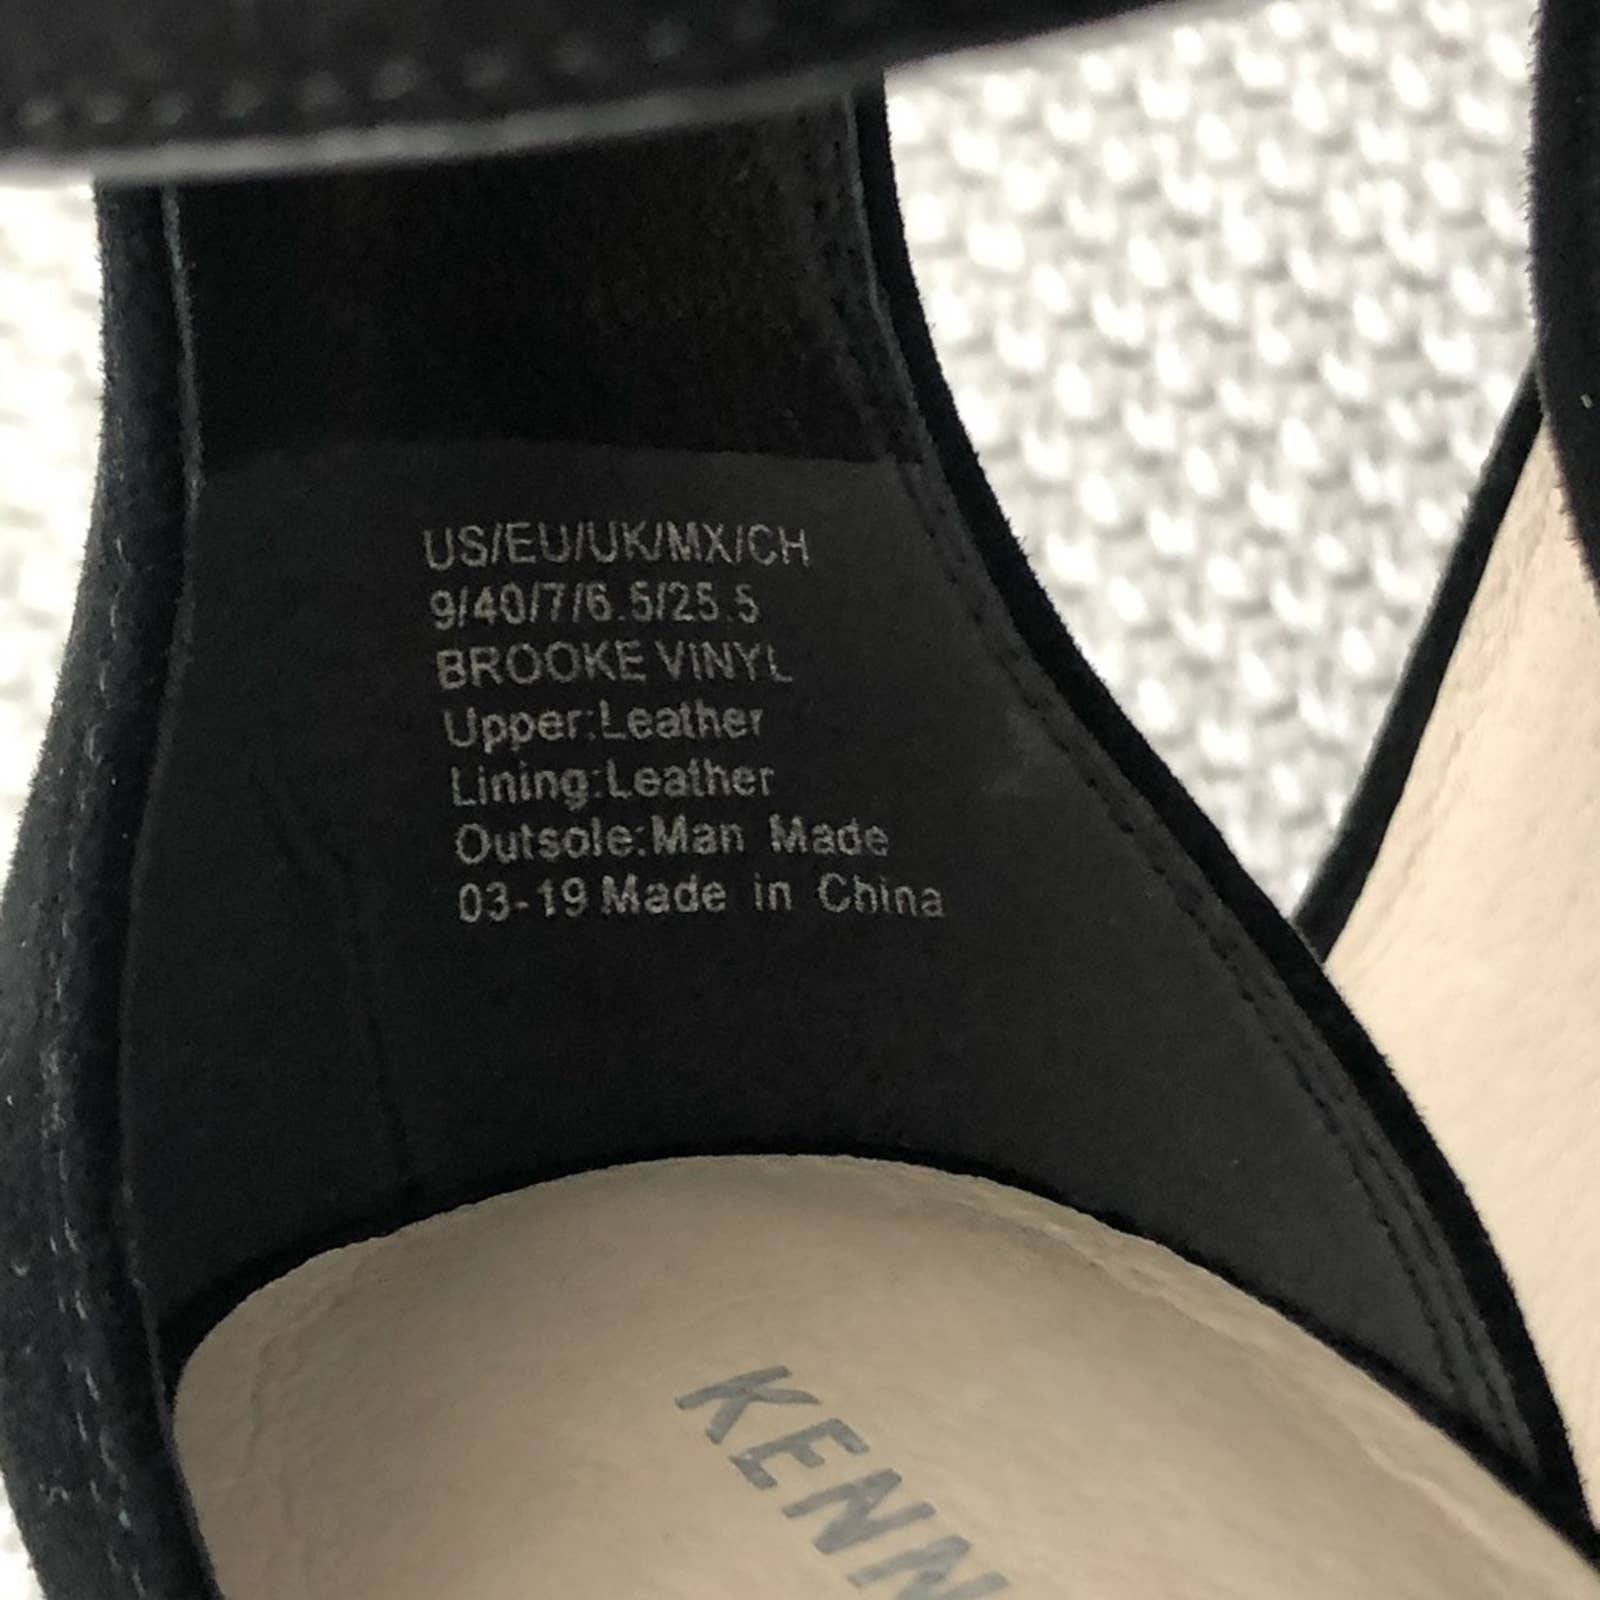 US/EU/UK/MX/CH
9/40/7/6.5/25.5
BROOKE VINYL
Upper:Leather
Lining:Leather
Outsole:Man Made
03-19 Made in China
KENN